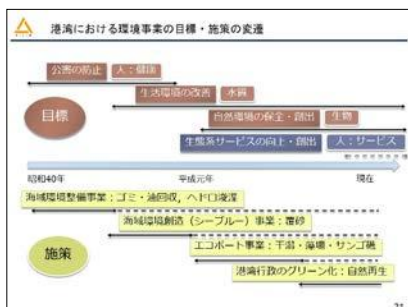 港湾における環境事業の目標・施策の変遷
公害の防止 人：健康
生活環境の改善 水質
自然環境の保全・創出 生物
目標
生態系サービスの向上・創出 人：サービス
昭和40年 平成元年 現在
海域環境整備事業：ゴミ・油回収，ヘドロ浚渫
海域環境創造（シーブルー）事業：覆砂
エコポート事業：干潟・藻場・サンゴ礁
施策
港湾行政のグリーン化：自然再生